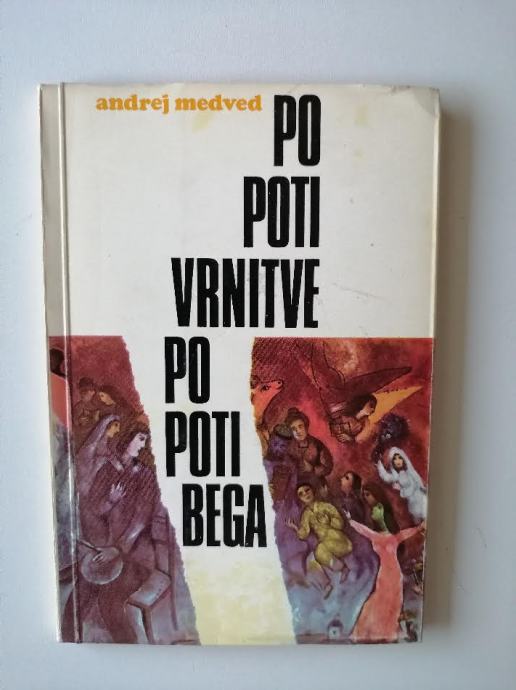 andrej medved
PO
POTI
VRNITVE
PO
POTI
BEGA